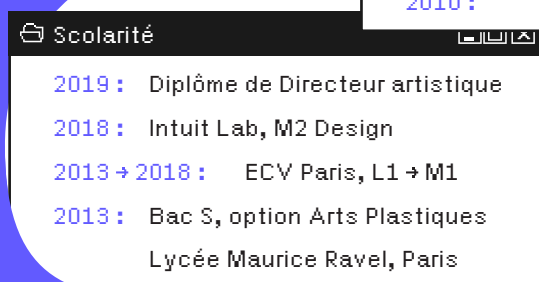 2010 :
Scolarité
2019 : Diplôme de Directeur artistique
2018 : Intuit Lab, M2 Design
2013 → 2018 : ECV Paris, L1 → M1
2013 : Bac S, option Arts Plastiques
Lycée Maurice Ravel, Paris